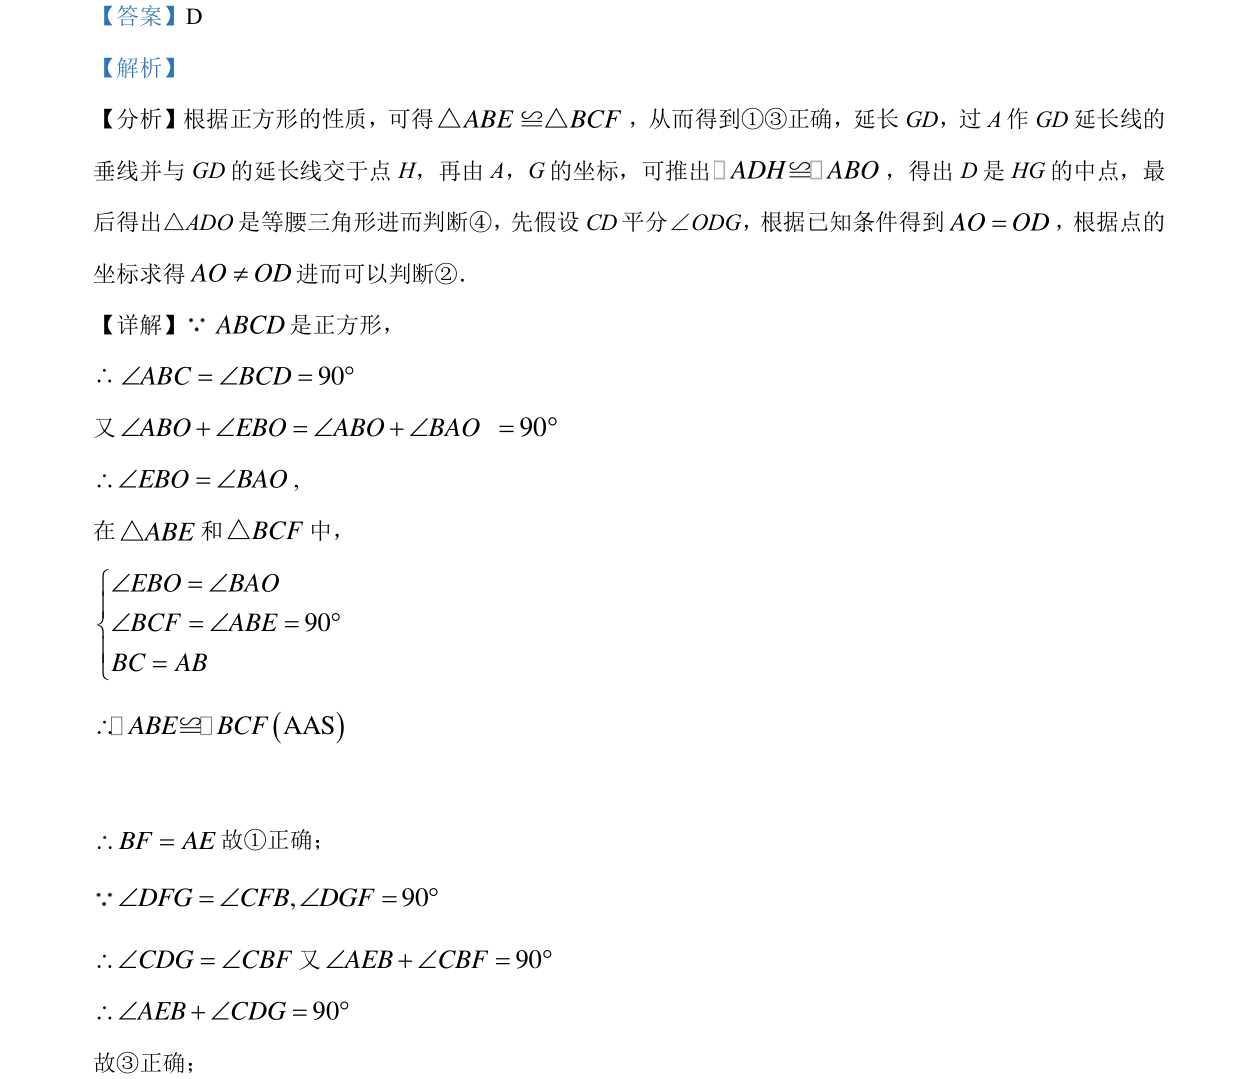 【答案】D
【解析】
【分析】根据正方形的性质，可得△ABE≌△BCF，从而得到①③正确，延长 GD，过 A 作 GD 延长线的
垂线并与 GD 的延长线交于点 H，再由 A，G 的坐标，可推出□ADH≌□ABO，得出 D 是 HG 的中点，最
后得出△ADO 是等腰三角形进而判断④，先假设 CD 平分∠ODG，根据已知条件得到 AO=OD，根据点的
坐标求得 AO≠OD 进而可以判断②．
【详解】∵ ABCD 是正方形，
∴ ∠ABC=∠BCD=90°
又∠ABO+∠EBO=∠ABO+∠BAO =90°
∴∠EBO=∠BAO，
在△ABE 和△BCF 中，
∠EBO=∠BAO
∠BCF=∠ABE=90°
BC=AB
∴□ABE≌□BCF(AAS)
∴BF=AE 故①正确；
∵∠DFG=∠CFB,∠DGF=90°
∴∠CDG=∠CBF 又∠AEB+∠CBF=90°
∴∠AEB+∠CDG=90°
故③正确；